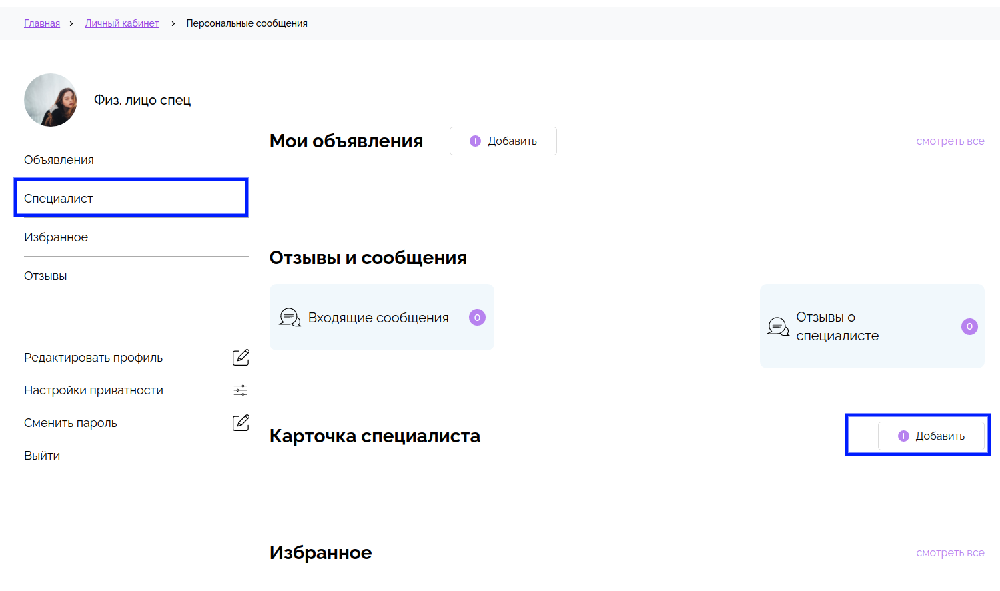 Главная > Личный кабинет > Персональные сообщения
Физ. лицо спец
Объявления
Специалист
Избранное
Отзывы
Редактировать профиль
Настройки приватности
Сменить пароль
Выйти
Мои объявления
Добавить
смотреть все
Отзывы и сообщения
Входящие сообщения 0
Отзывы о
специалисте
0
Карточка специалиста
Добавить
Избранное
смотреть все